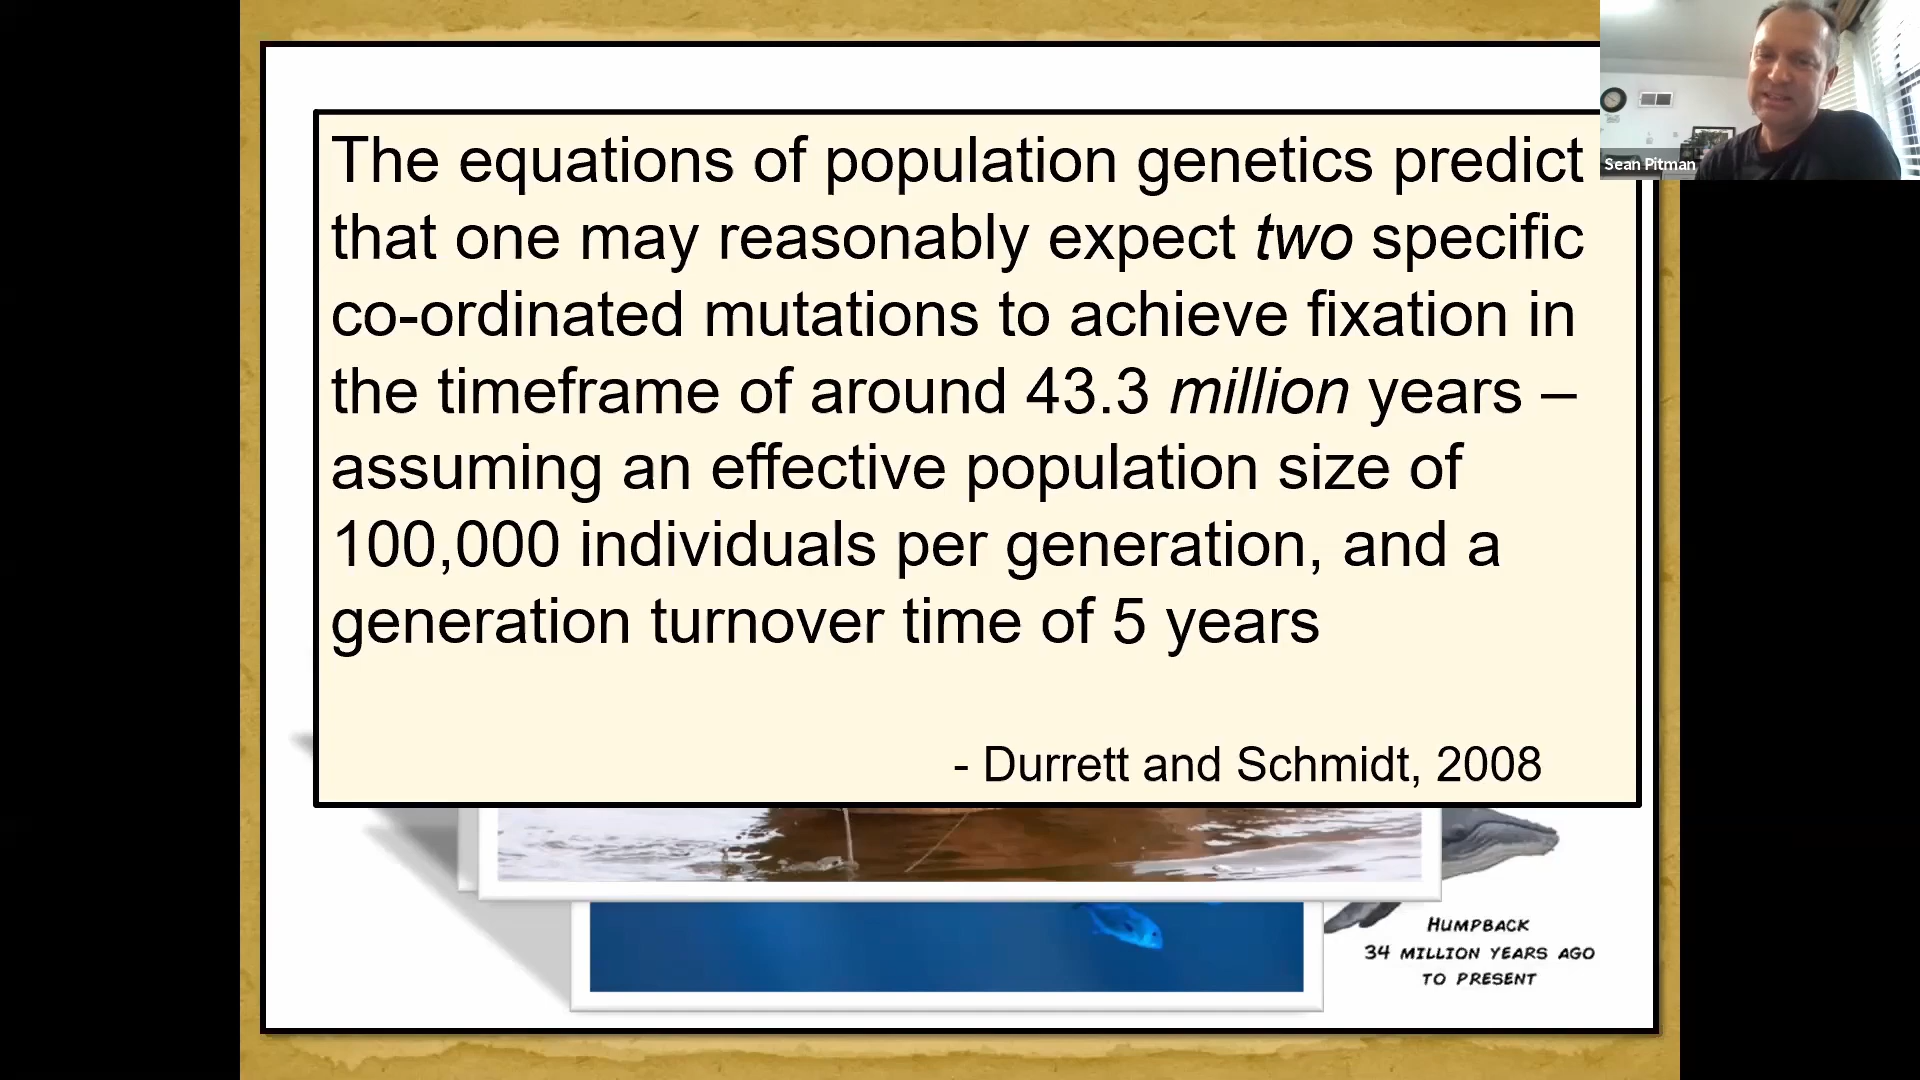 The equations of population genetics predict
that one may reasonably expect two specific
co-ordinated mutations to achieve fixation in
the timeframe of around 43.3 million years –
assuming an effective population size of
100,000 individuals per generation, and a
generation turnover time of 5 years
- Durrett and Schmidt, 2008
Sean Pitman
HUMPBACK
34 MILLION YEARS AGO
TO PRESENT